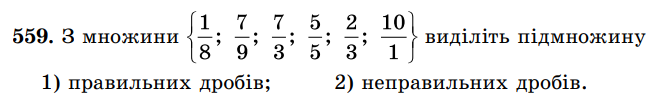 559. З множини {1/8; 7/9; 7/3; 5/5; 2/3; 10/1} виділіть підмножину
1) правильних дробів; 2) неправильних дробів.